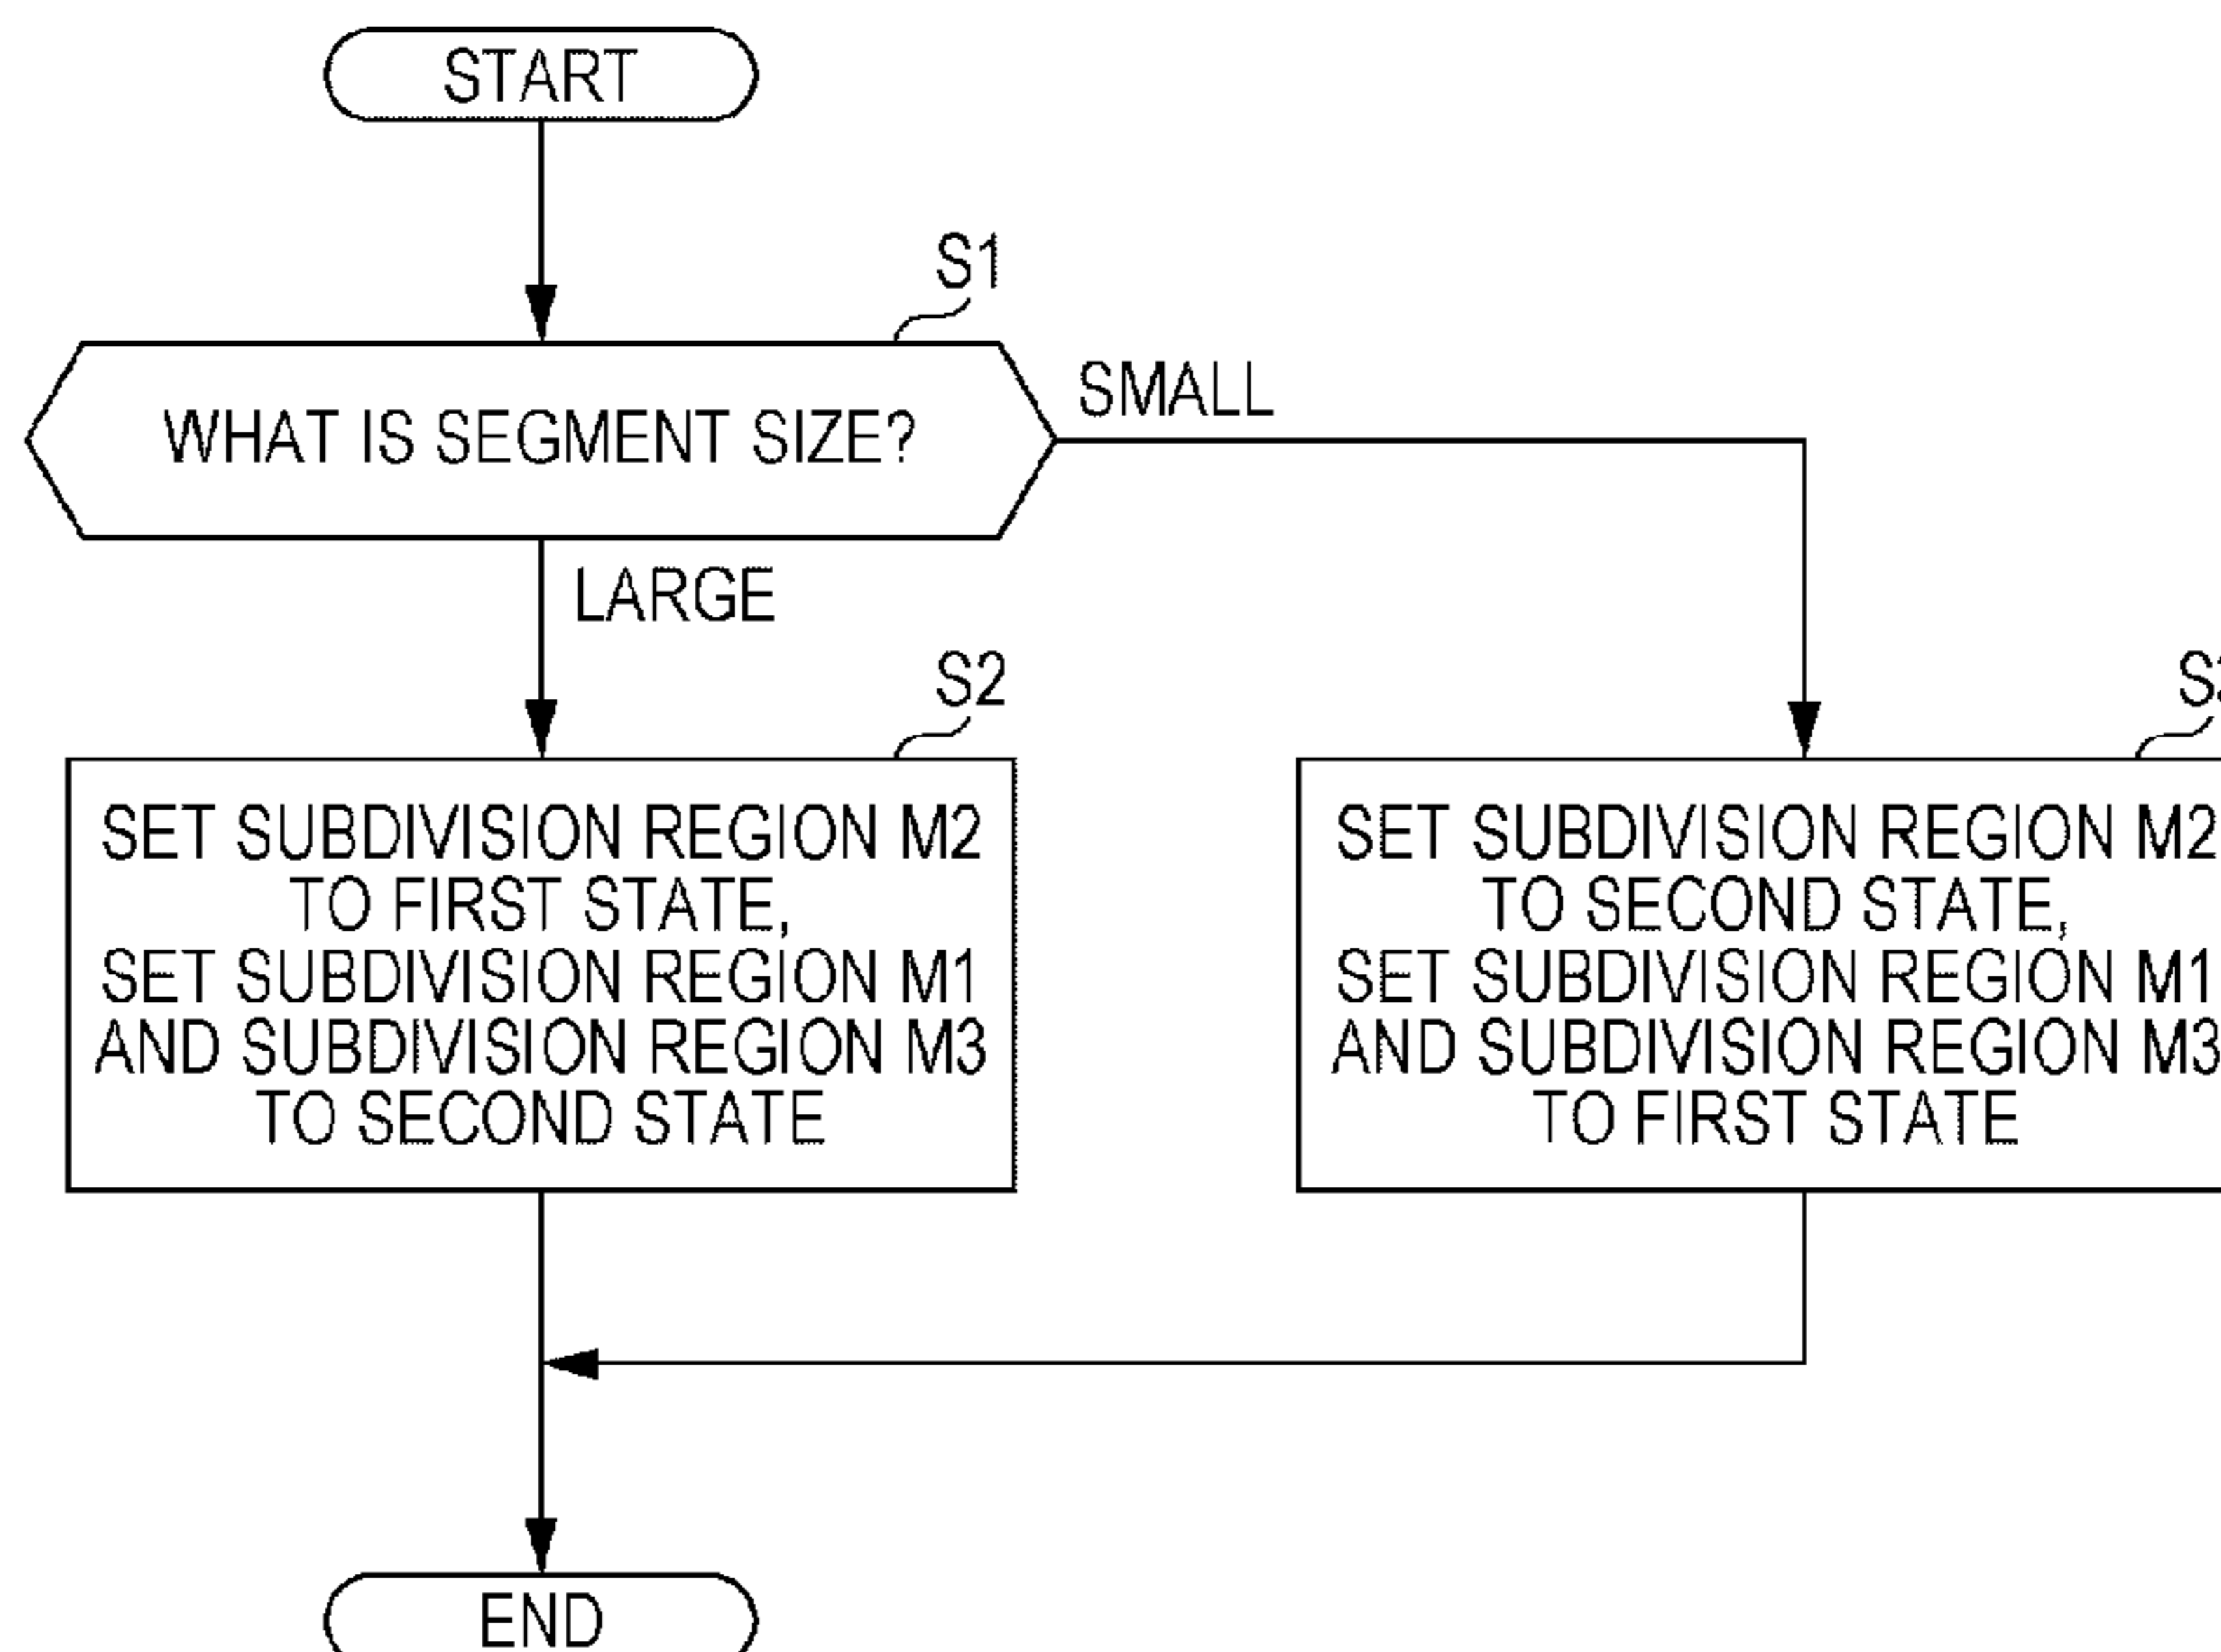 START
S1
WHAT IS SEGMENT SIZE?
SMALL
LARGE
S2
SET SUBDIVISION REGION M2
TO FIRST STATE,
SET SUBDIVISION REGION M1
AND SUBDIVISION REGION M3
TO SECOND STATE
SET SUBDIVISION REGION M2
TO SECOND STATE,
SET SUBDIVISION REGION M1
AND SUBDIVISION REGION M3
TO FIRST STATE
END